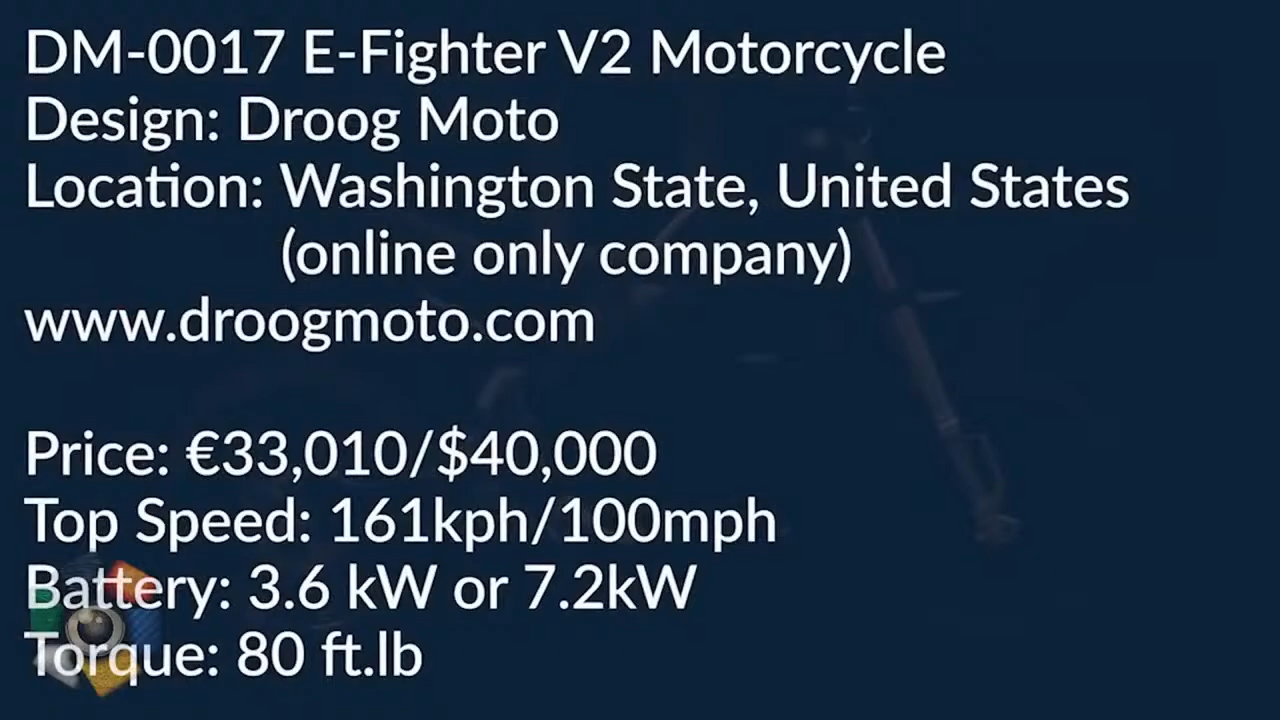 DM-0017 E-Fighter V2 Motorcycle
Design: Droog Moto
Location: Washington State, United States
(online only company)
www.droogmoto.com
Price: €33,010/$40,000
Top Speed: 161kph/100mph
Battery: 3.6 kW or 7.2kW
Torque: 80 ft.lb